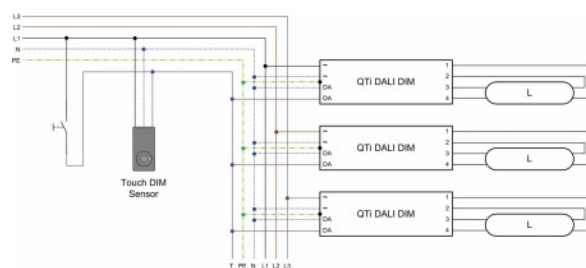 L3
L2
L1
N
PE
Touch DIM
Sensor
~
~
DA
DA
QTi DALI DIM
1
2
3
4
L
~
~
DA
DA
QTi DALI DIM
1
2
3
4
L
~
~
DA
DA
QTi DALI DIM
1
2
3
4
L
T PE N L1 L2 L3